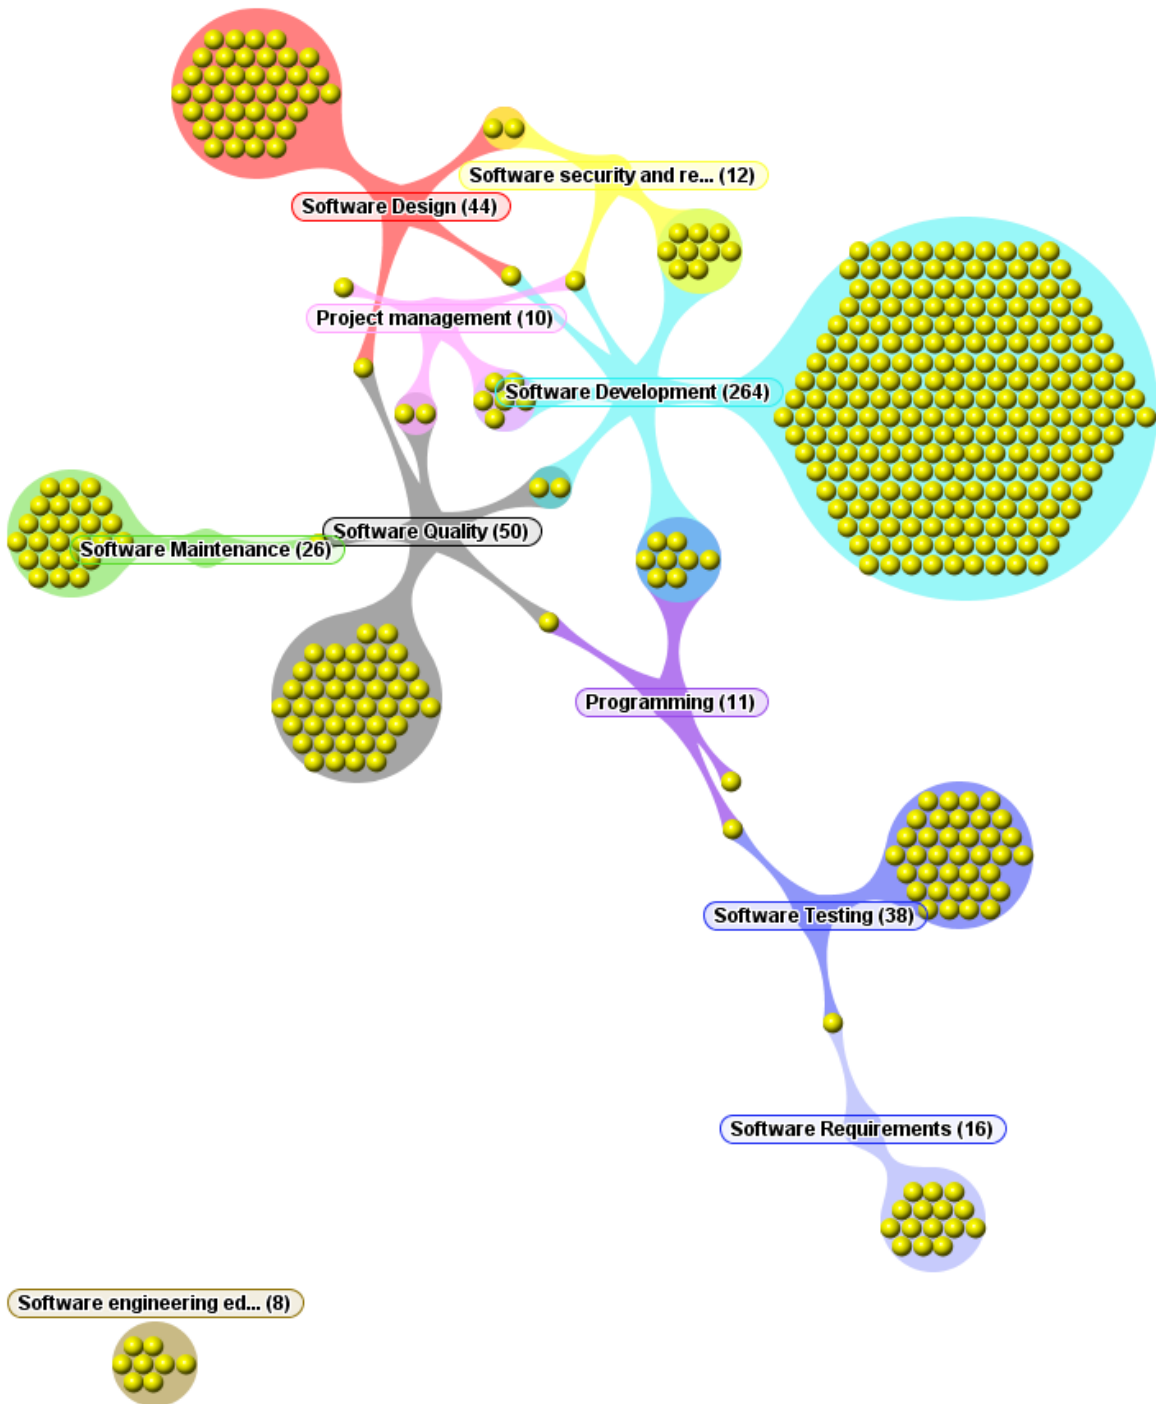 Software security and re... (12)
Software Design (44)
Project management (10)
Software Development (264)
Software Quality (50)
Software Maintenance (26)
Programming (11)
Software Testing (38)
Software Requirements (16)
Software engineering ed... (8)